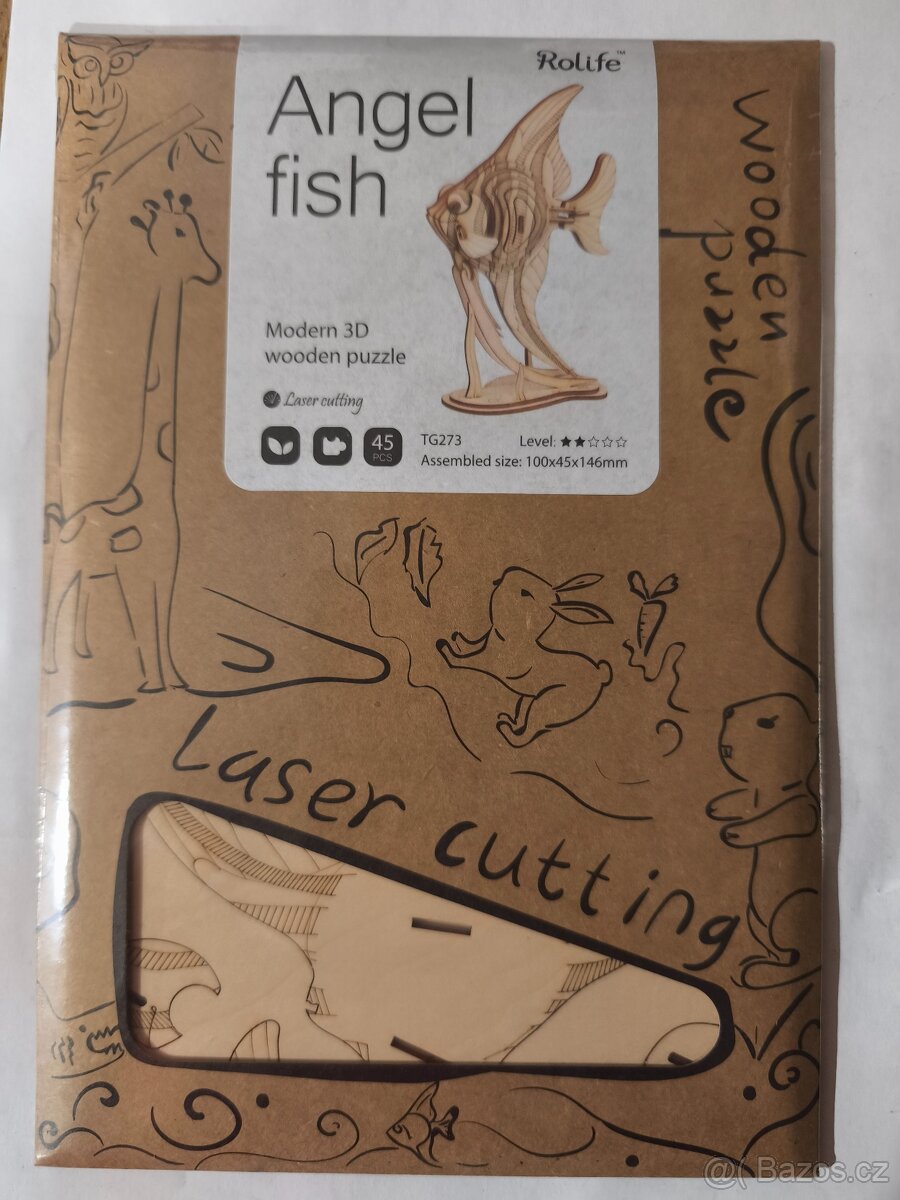 Rolife™
Angel
fish
Modern 3D
wooden puzzle
Laser cutting
45
PCS
TG273
Level: ★★☆☆☆
Assembled size: 100x45x146mm
wooden
puzzle
Laser cutting
@( Bazos.cz